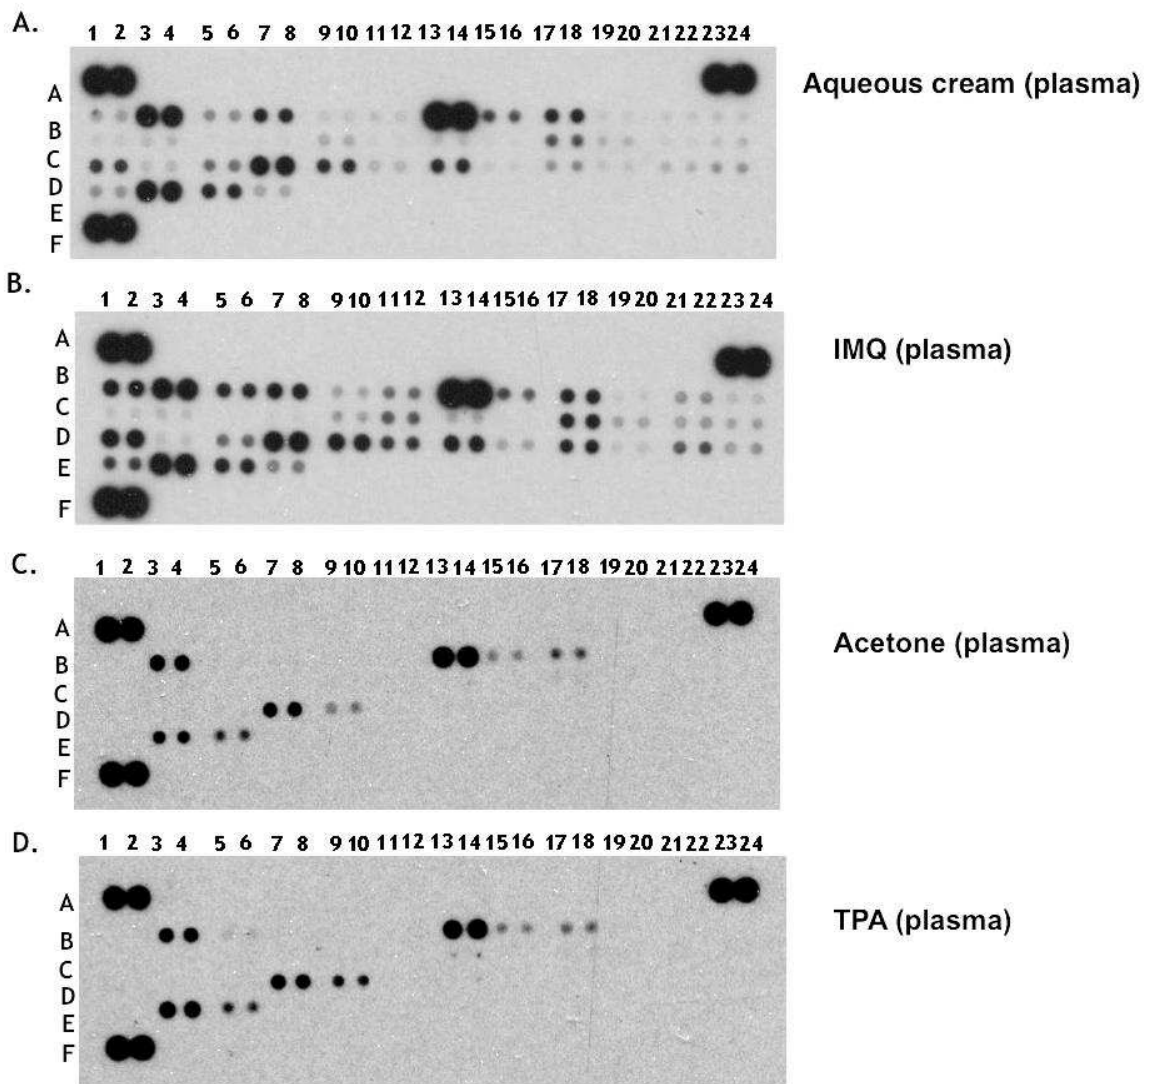 A.
1 2 3 4 5 6 7 8 9 10 11 12 13 14 15 16 17 18 19 20 21 22 23 24
A
B
C
D
E
F
Aqueous cream (plasma)
B.
1 2 3 4 5 6 7 8 9 10 11 12 13 14 15 16 17 18 19 20 21 22 23 24
A
B
C
D
E
F
IMQ (plasma)
C.
1 2 3 4 5 6 7 8 9 10 11 12 13 14 15 16 17 18 19 20 21 22 23 24
A
B
C
D
E
F
Acetone (plasma)
D.
1 2 3 4 5 6 7 8 9 10 11 12 13 14 15 16 17 18 19 20 21 22 23 24
A
B
C
D
E
F
TPA (plasma)